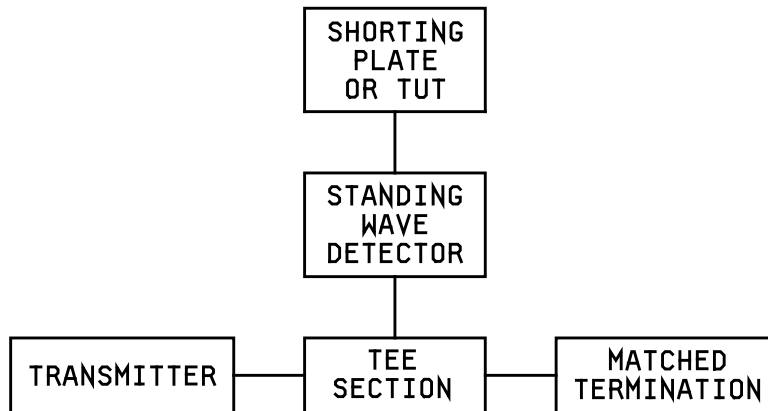 SHORTING
PLATE
OR TUT
STANDING
WAVE
DETECTOR
TRANSMITTER
TEE
SECTION
MATCHED
TERMINATION